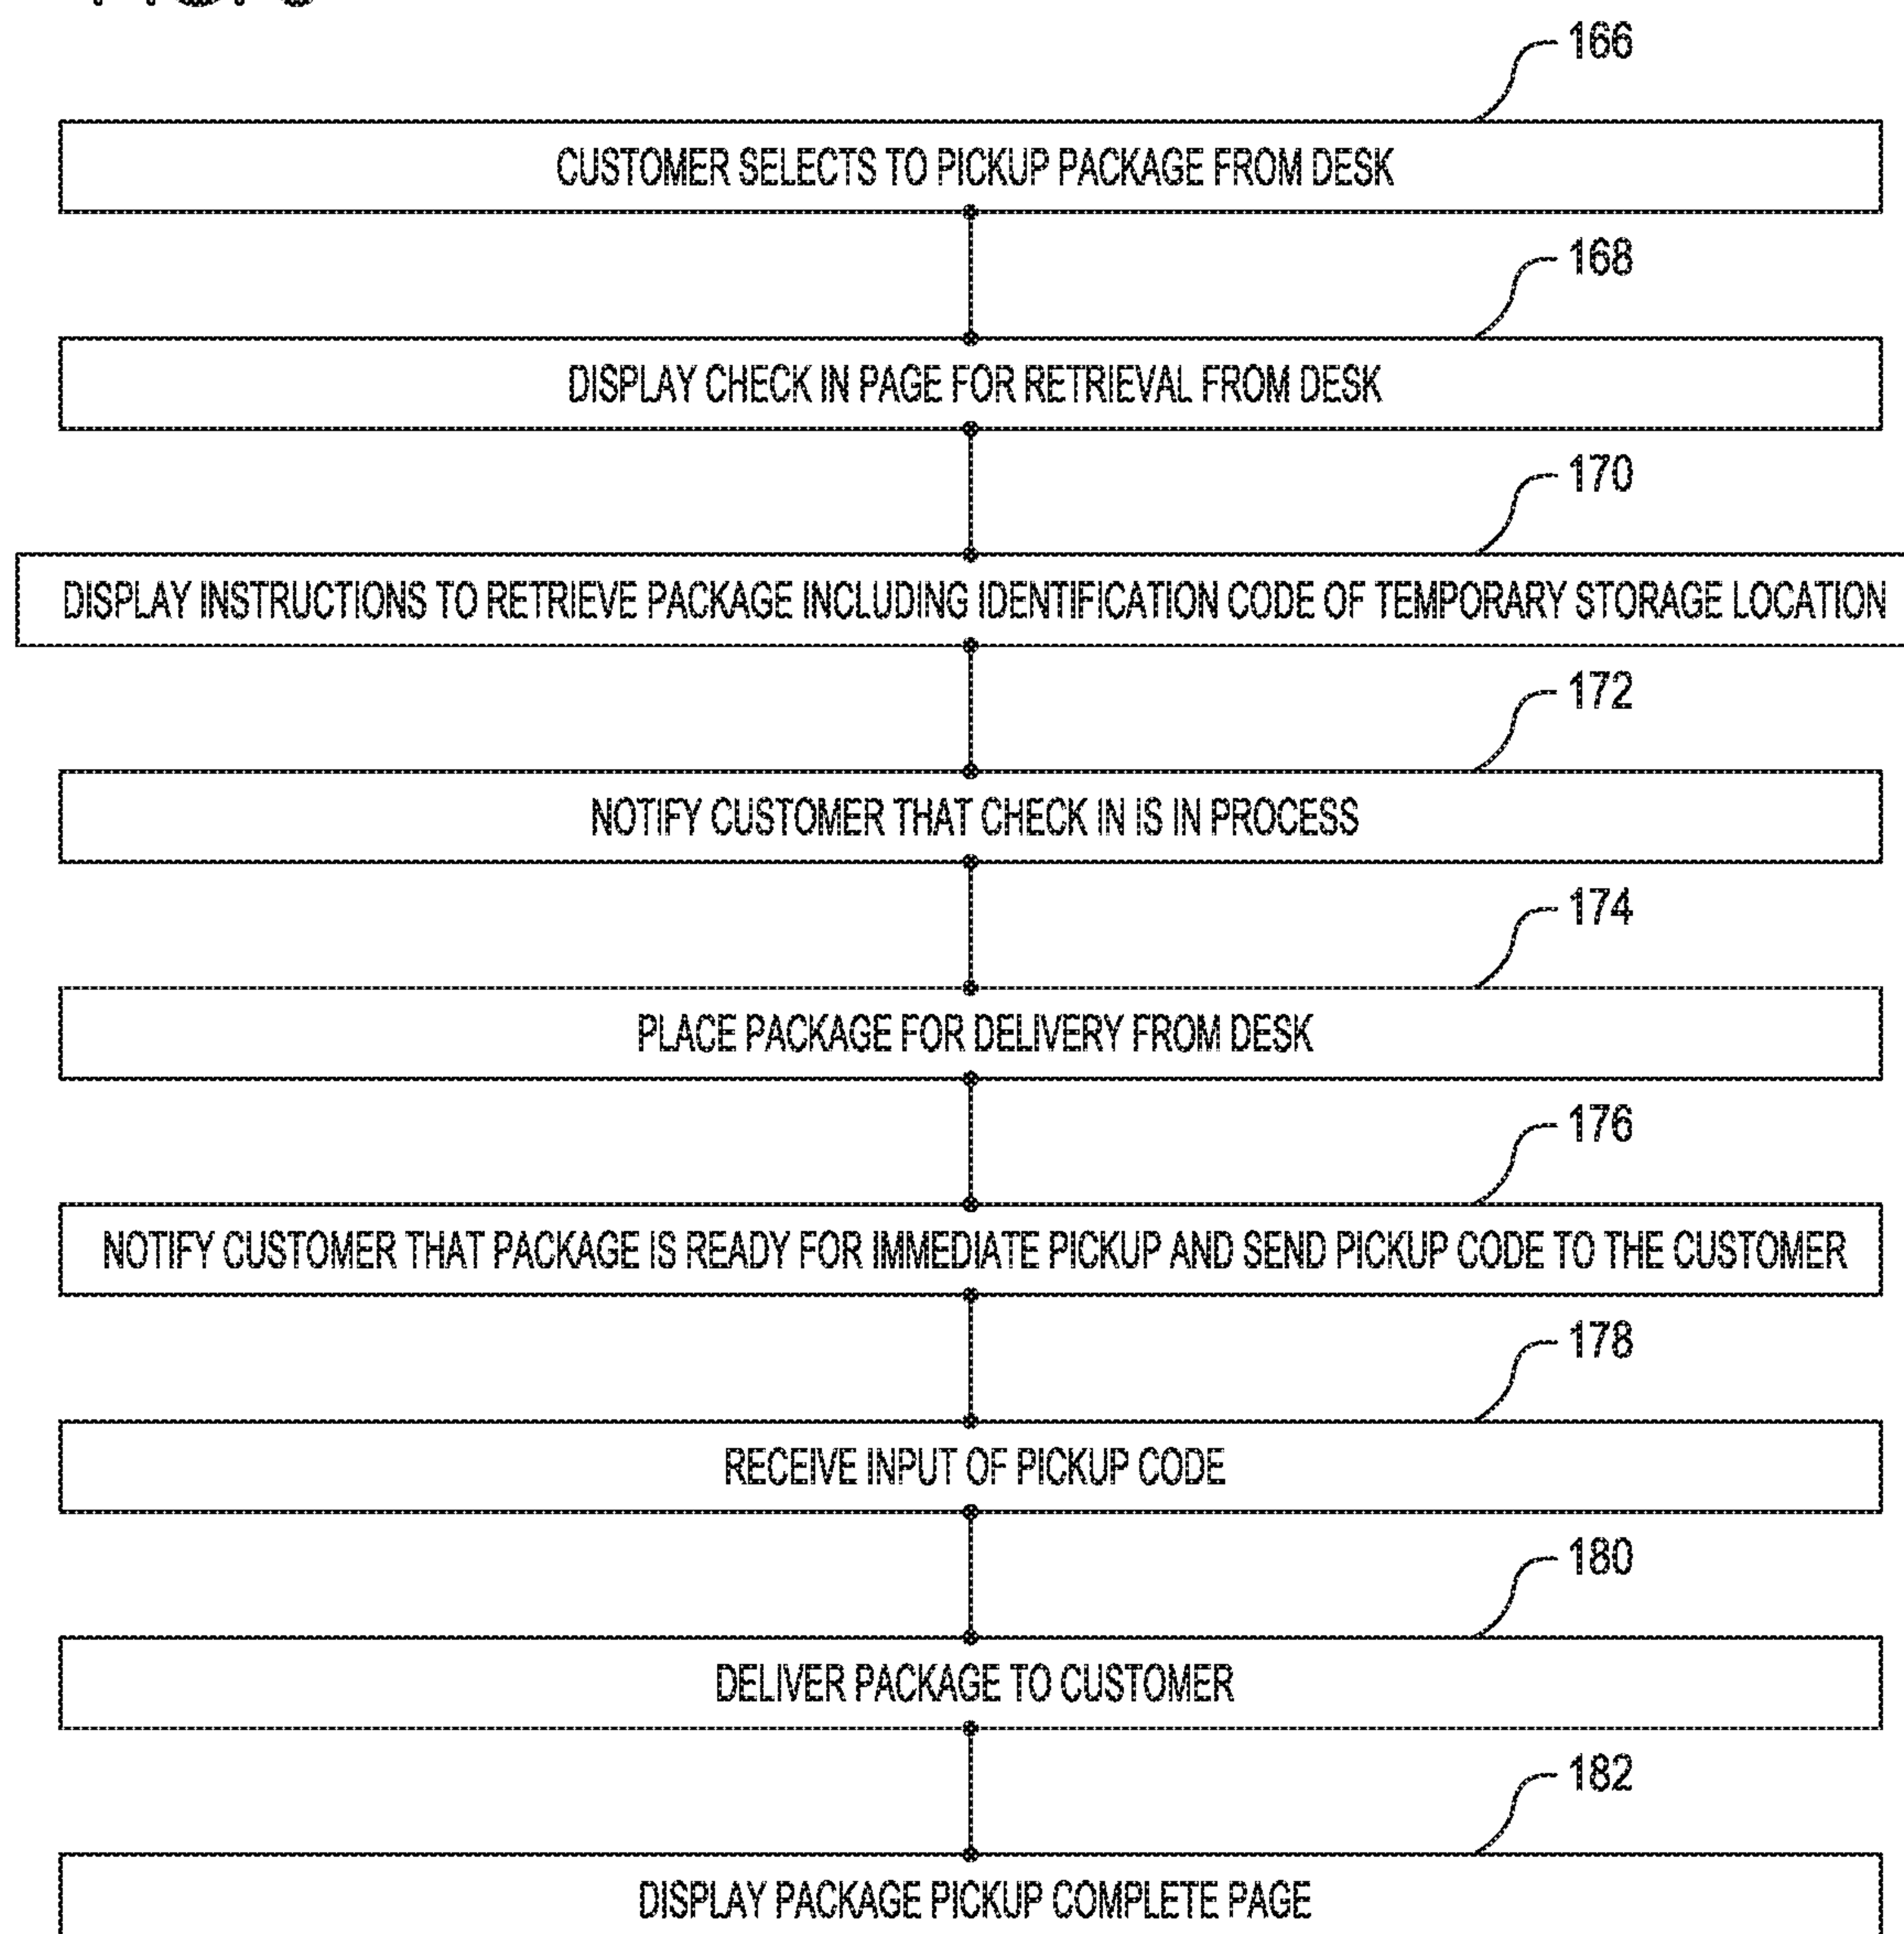 166
CUSTOMER SELECTS TO PICKUP PACKAGE FROM DESK
168
DISPLAY CHECK IN PAGE FOR RETRIEVAL FROM DESK
170
DISPLAY INSTRUCTIONS TO RETRIEVE PACKAGE INCLUDING IDENTIFICATION CODE OF TEMPORARY STORAGE LOCATION
172
NOTIFY CUSTOMER THAT CHECK IN IS IN PROCESS
174
PLACE PACKAGE FOR DELIVERY FROM DESK
176
NOTIFY CUSTOMER THAT PACKAGE IS READY FOR IMMEDIATE PICKUP AND SEND PICKUP CODE TO THE CUSTOMER
178
RECEIVE INPUT OF PICKUP CODE
180
DELIVER PACKAGE TO CUSTOMER
182
DISPLAY PACKAGE PICKUP COMPLETE PAGE